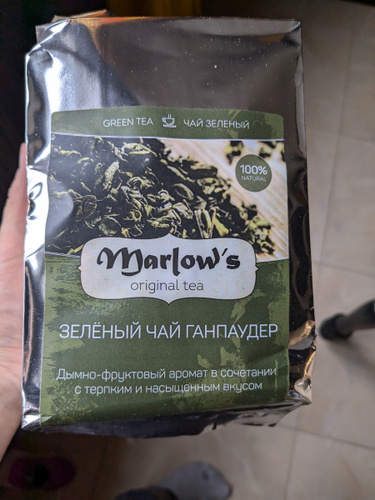 GREEN TEA ЧАЙ ЗЕЛЕНЫЙ
100%
NATURAL
Marlow's
original tea
ЗЕЛЁНЫЙ ЧАЙ ГАНПАУДЕР
Дымно-фруктовый аромат в сочетании
с терпким и насыщенным вкусом